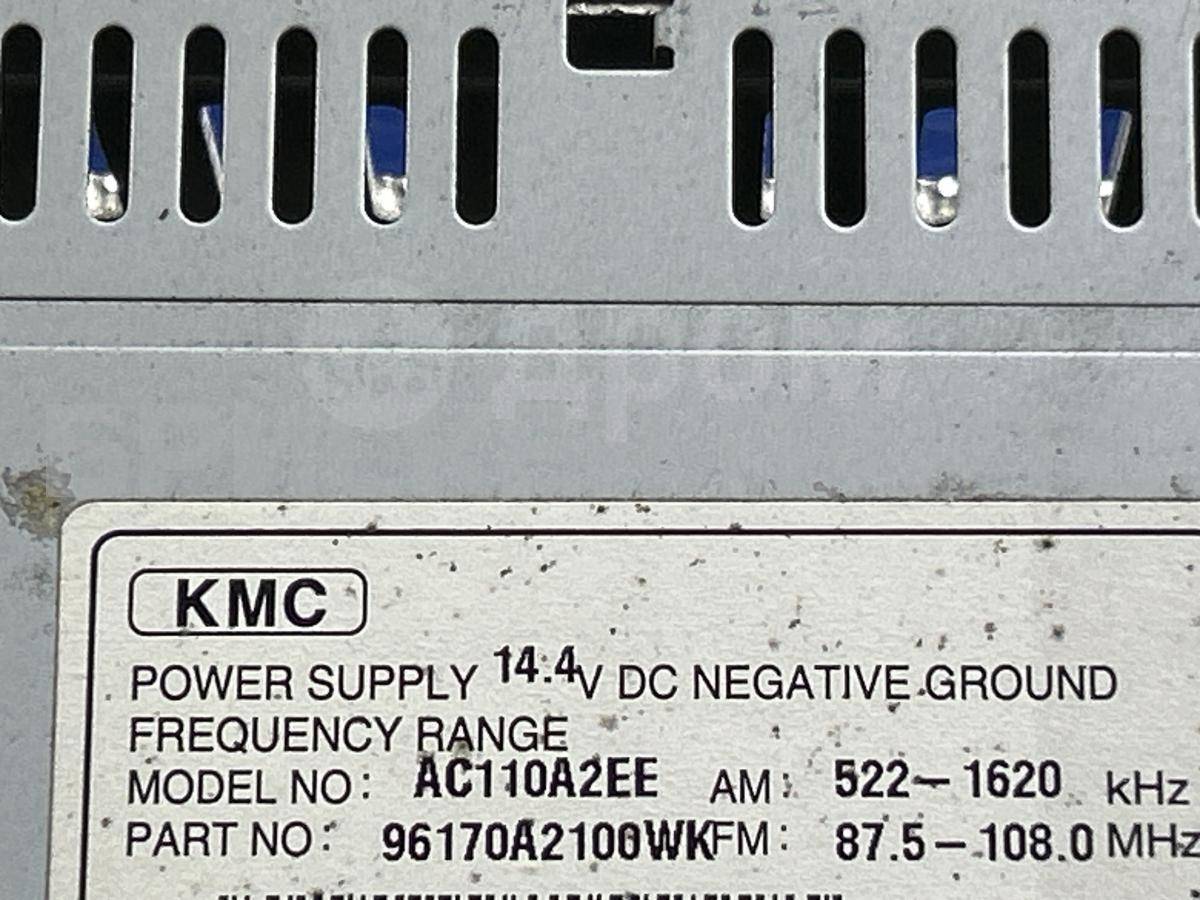 Дром
KMC
POWER SUPPLY 14.4V DC NEGATIVE GROUND
FREQUENCY RANGE
MODEL NO: AC110A2EE AM: 522–1620 kHz
PART NO: 96170A2100WK FM: 87.5–108.0 MHz